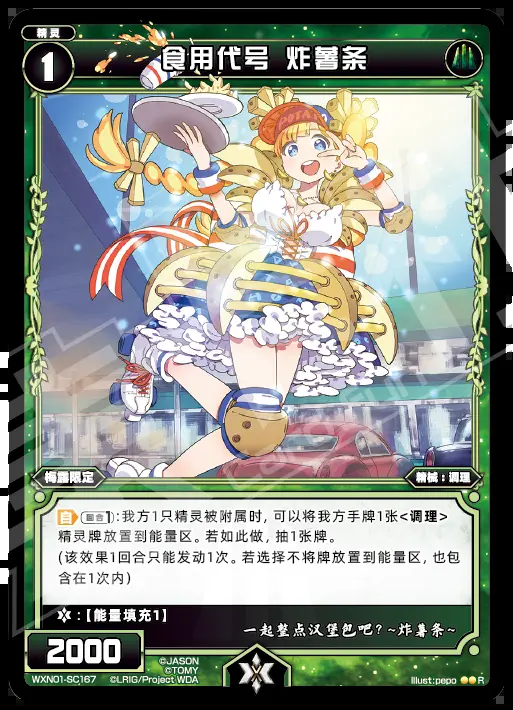 精灵
1
食用代号 炸薯条
POTA
梅露限定
精械：调理
自 [回合1]：我方1只精灵被附属时，可以将我方手牌1张<调理>
精灵牌放置到能量区。若如此做，抽1张牌。
(该效果1回合只能发动1次。若选择不将牌放置到能量区，也包
含在1次内)
：【能量填充1】
一起整点汉堡包吧？~炸薯条~
2000
©JASON
©TOMY
WXN01-SC167 ©LRIG/Project WDA
Illust:pepo R